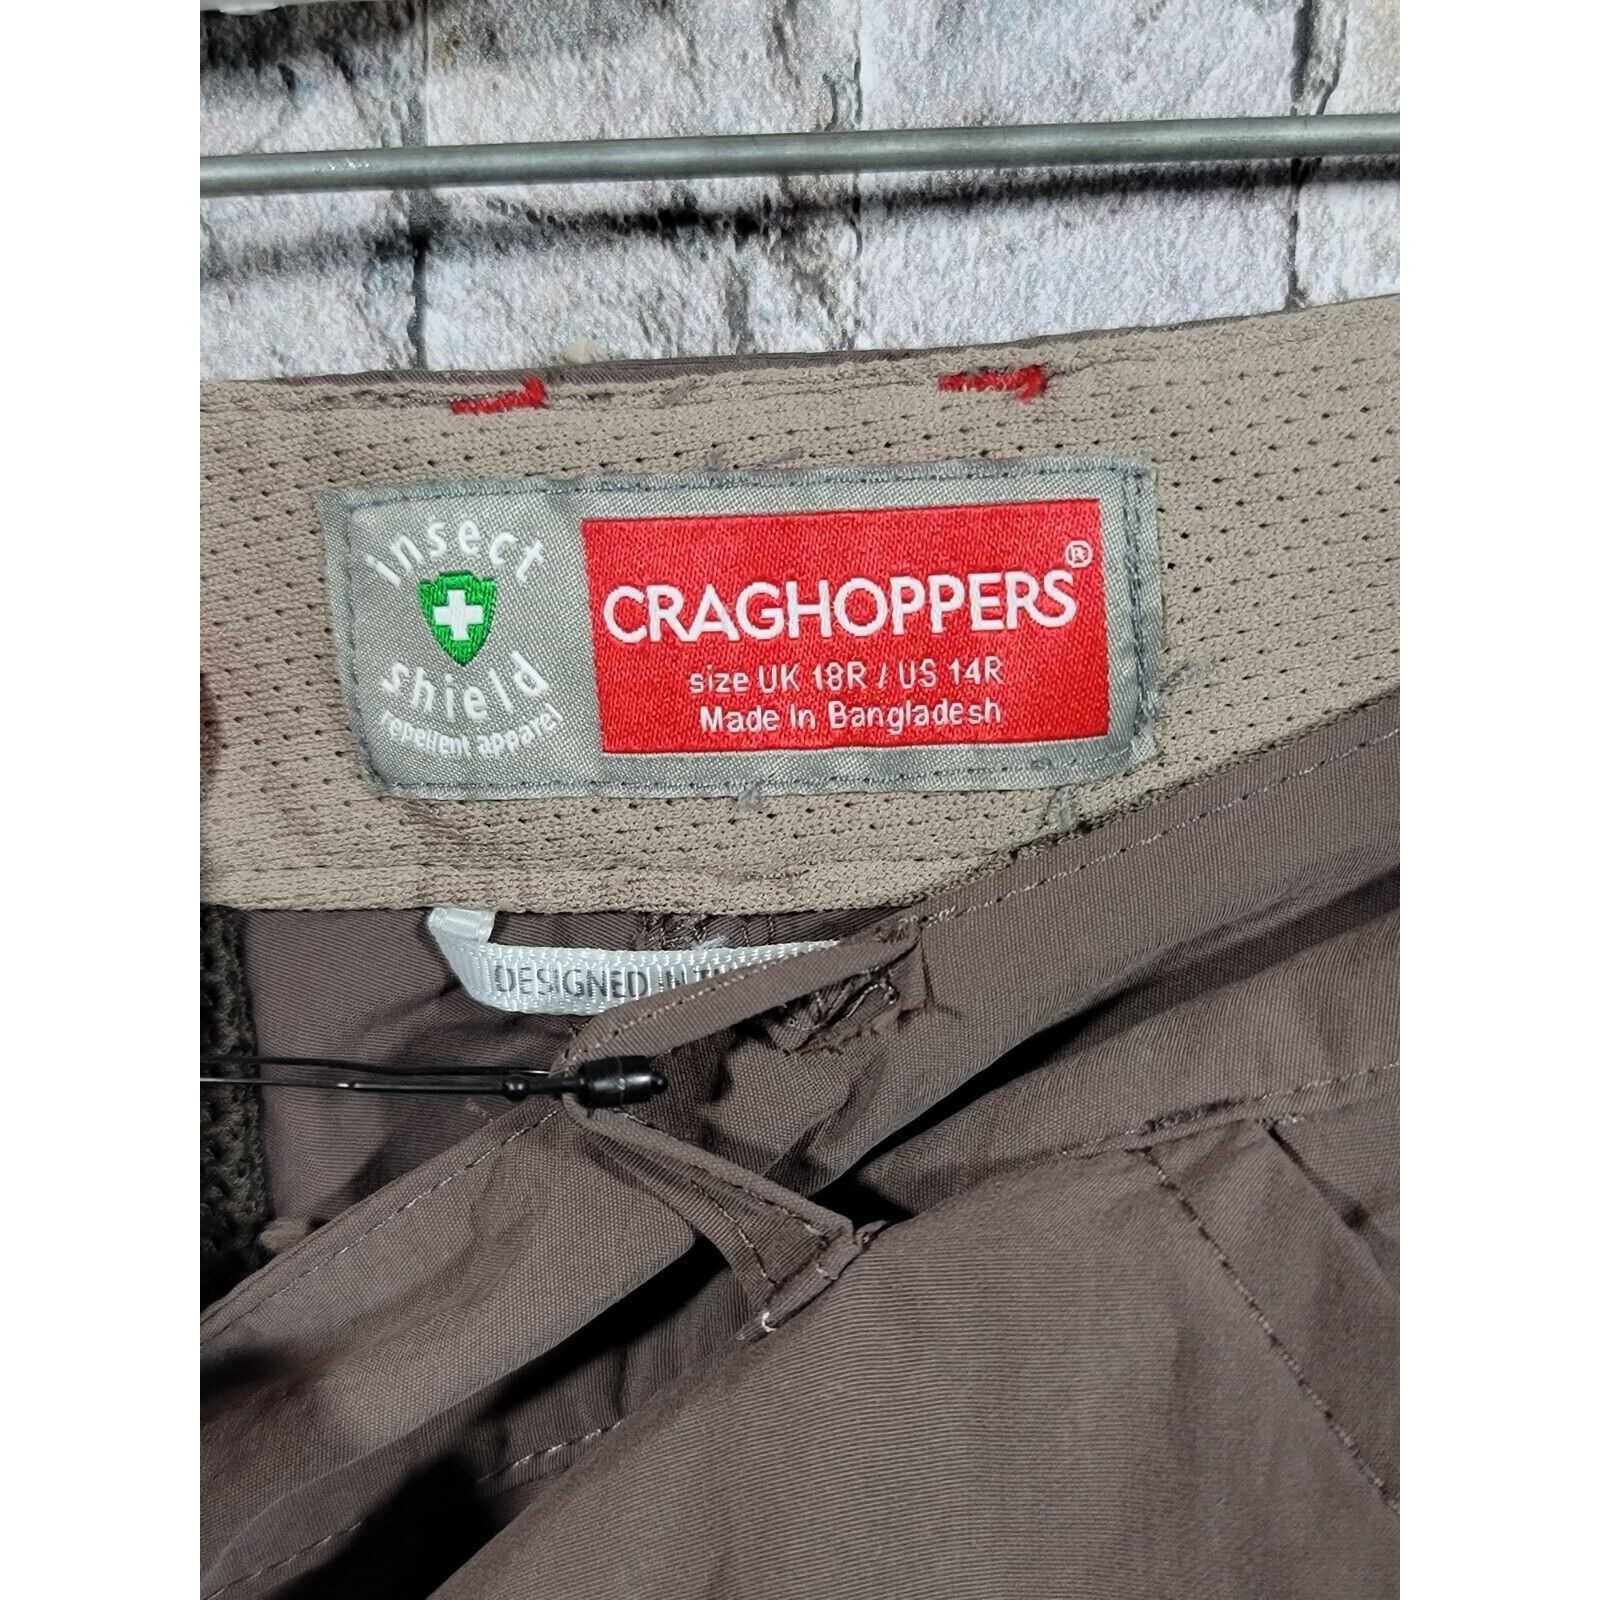 insect
shield
repellent apparel
CRAGHOPPERS®
size UK 18R / US 14R
Made In Bangladesh
DESIGNED IN